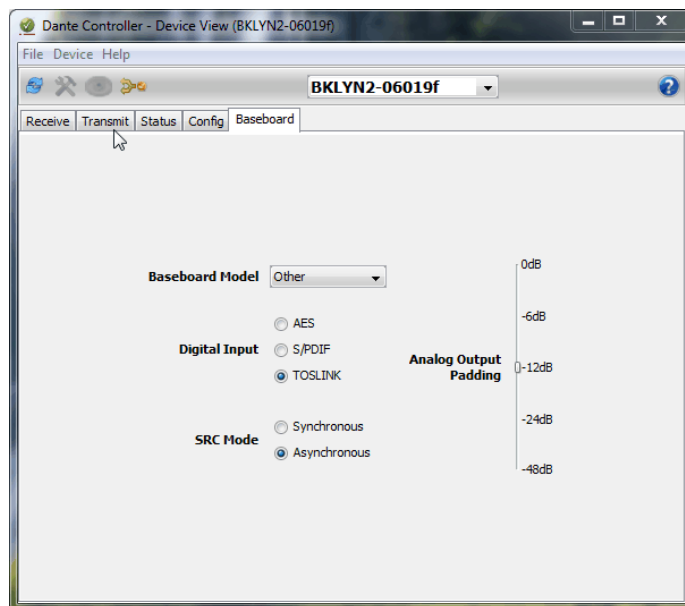 Dante Controller - Device View (BKLYN2-06019f)
File Device Help
BKLYN2-06019f
Receive Transmit Status Config Baseboard
Baseboard Model Other
Digital Input
AES
S/PDIF
TOSLINK
SRC Mode
Synchronous
Asynchronous
Analog Output
Padding
0dB
-6dB
-12dB
-24dB
-48dB